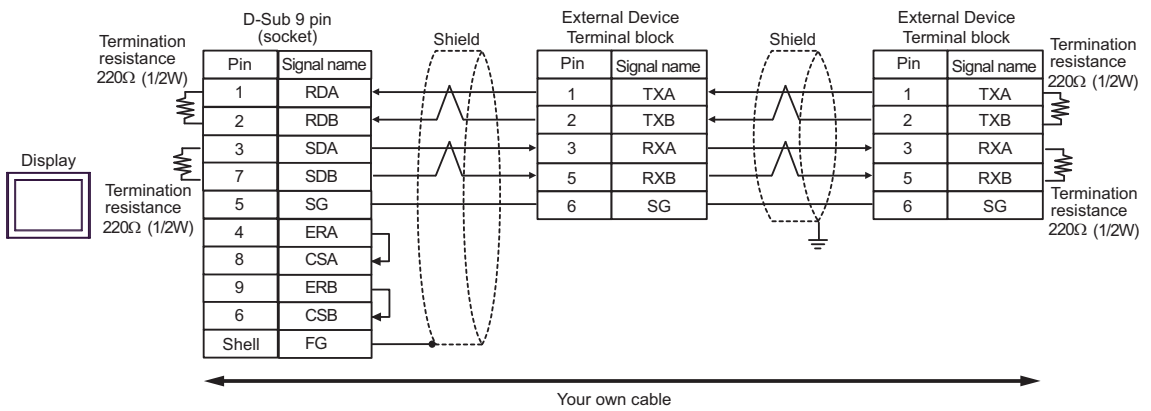 D-Sub 9 pin
(socket)
Shield
External Device
Terminal block
Shield
External Device
Terminal block
Termination
resistance
220Ω (1/2W)
Termination
resistance
220Ω (1/2W)
Pin Signal name
1 RDA
2 RDB
3 SDA
7 SDB
5 SG
4 ERA
8 CSA
9 ERB
6 CSB
Shell FG
Pin Signal name
1 TXA
2 TXB
3 RXA
5 RXB
6 SG
Pin Signal name
1 TXA
2 TXB
3 RXA
5 RXB
6 SG
Display
Termination
resistance
220Ω (1/2W)
Termination
resistance
220Ω (1/2W)
Your own cable